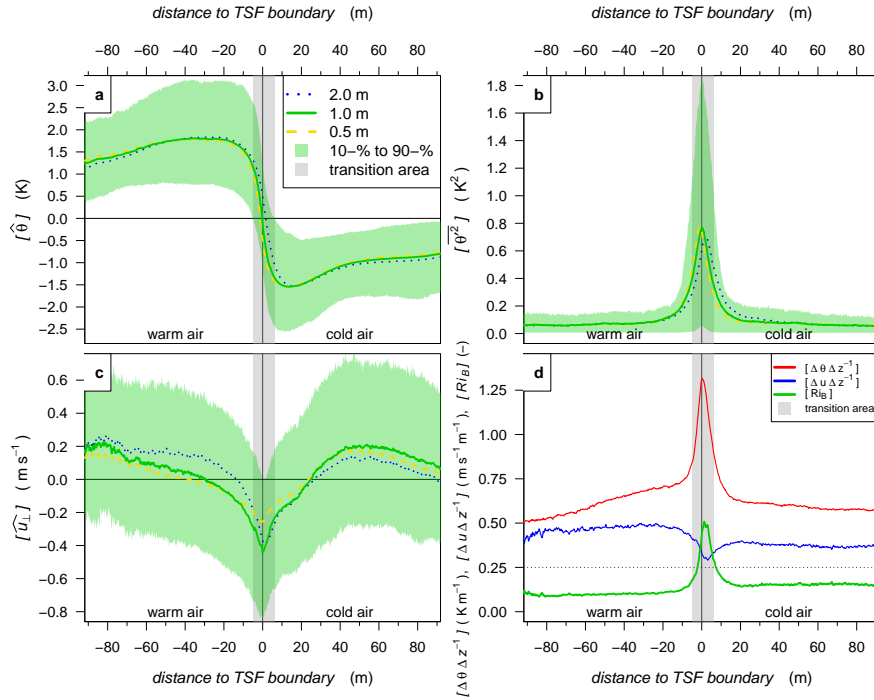 distance to TSF boundary (m)
distance to TSF boundary (m)
−80 −60 −40 −20 0 20 40 60 80
−80 −60 −40 −20 0 20 40 60 80
a
2.0 m
1.0 m
0.5 m
10−% to 90−%
transition area
3.0
2.5
2.0
1.5
1.0
0.5
0.0
−0.5
−1.0
−1.5
−2.0
−2.5
[θ̂] (K)
warm air
cold air
b
1.8
1.6
1.4
1.2
1.0
0.8
0.6
0.4
0.2
0.0
[θ′²] (K²)
warm air
cold air
c
0.6
0.4
0.2
0.0
−0.2
−0.4
−0.6
−0.8
[û⊥] (m s⁻¹)
warm air
cold air
d
[Δθ Δz⁻¹]
[Δu Δz⁻¹]
[Ri_B]
transition area
1.25
1.00
0.75
0.50
0.25
0.00
[Δθ Δz⁻¹] (K m⁻¹), [Δu Δz⁻¹] (m s⁻¹ m⁻¹), [Ri_B] (−)
warm air
cold air
−80 −60 −40 −20 0 20 40 60 80
−80 −60 −40 −20 0 20 40 60 80
distance to TSF boundary (m)
distance to TSF boundary (m)